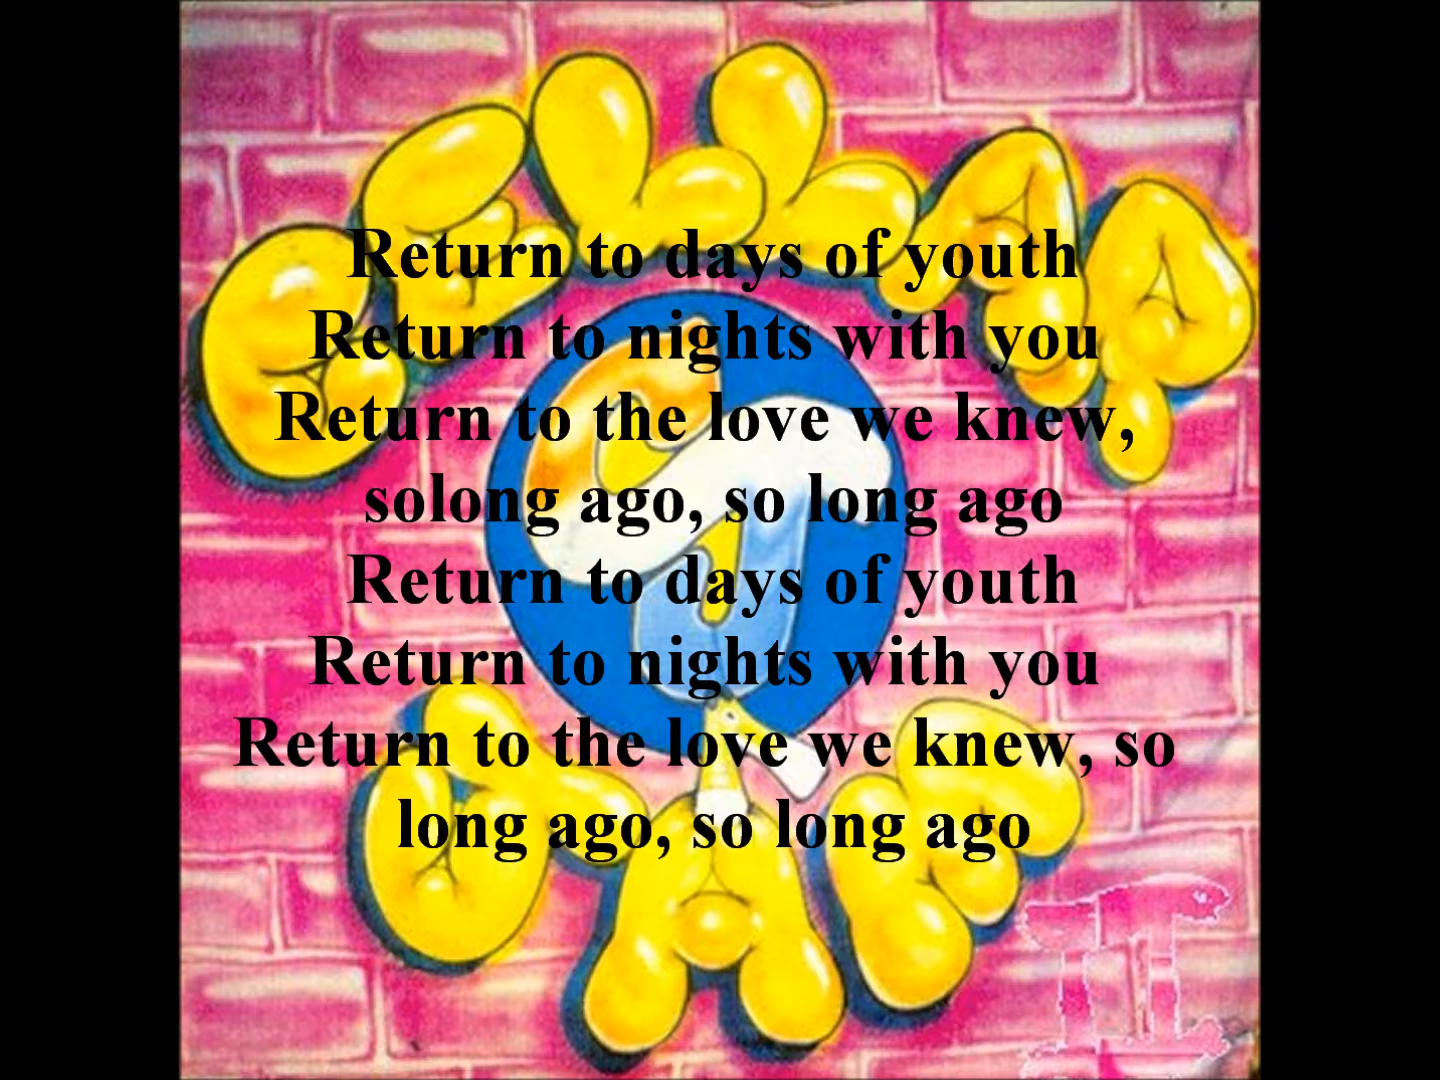 CELLAR
Return to days of youth
Return to nights with you
Return to the love we knew,
solong ago, so long ago
Return to days of youth
Return to nights with you
Return to the love we knew, so
long ago, so long ago